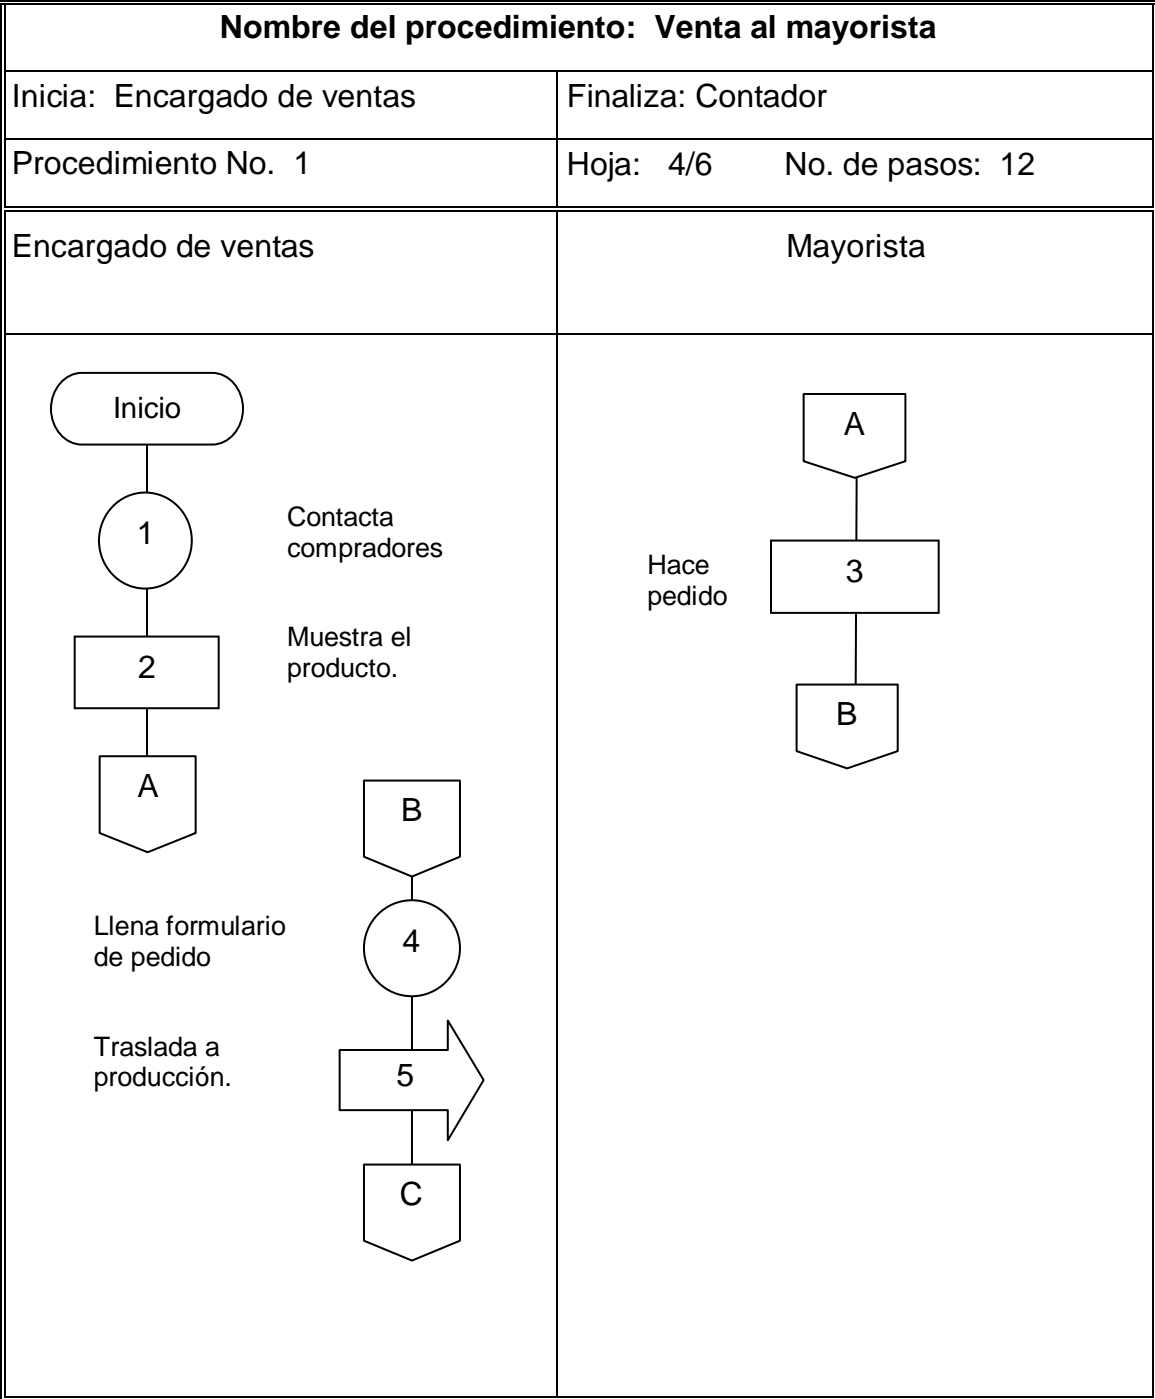 Nombre del procedimiento: Venta al mayorista
Inicia: Encargado de ventas
Finaliza: Contador
Procedimiento No. 1
Hoja: 4/6 No. de pasos: 12
Encargado de ventas
Mayorista
Inicio
1
Contacta
compradores
2
Muestra el
producto.
A
B
Llena formulario
de pedido
4
Traslada a
producción.
5
C
A
Hace
pedido
3
B